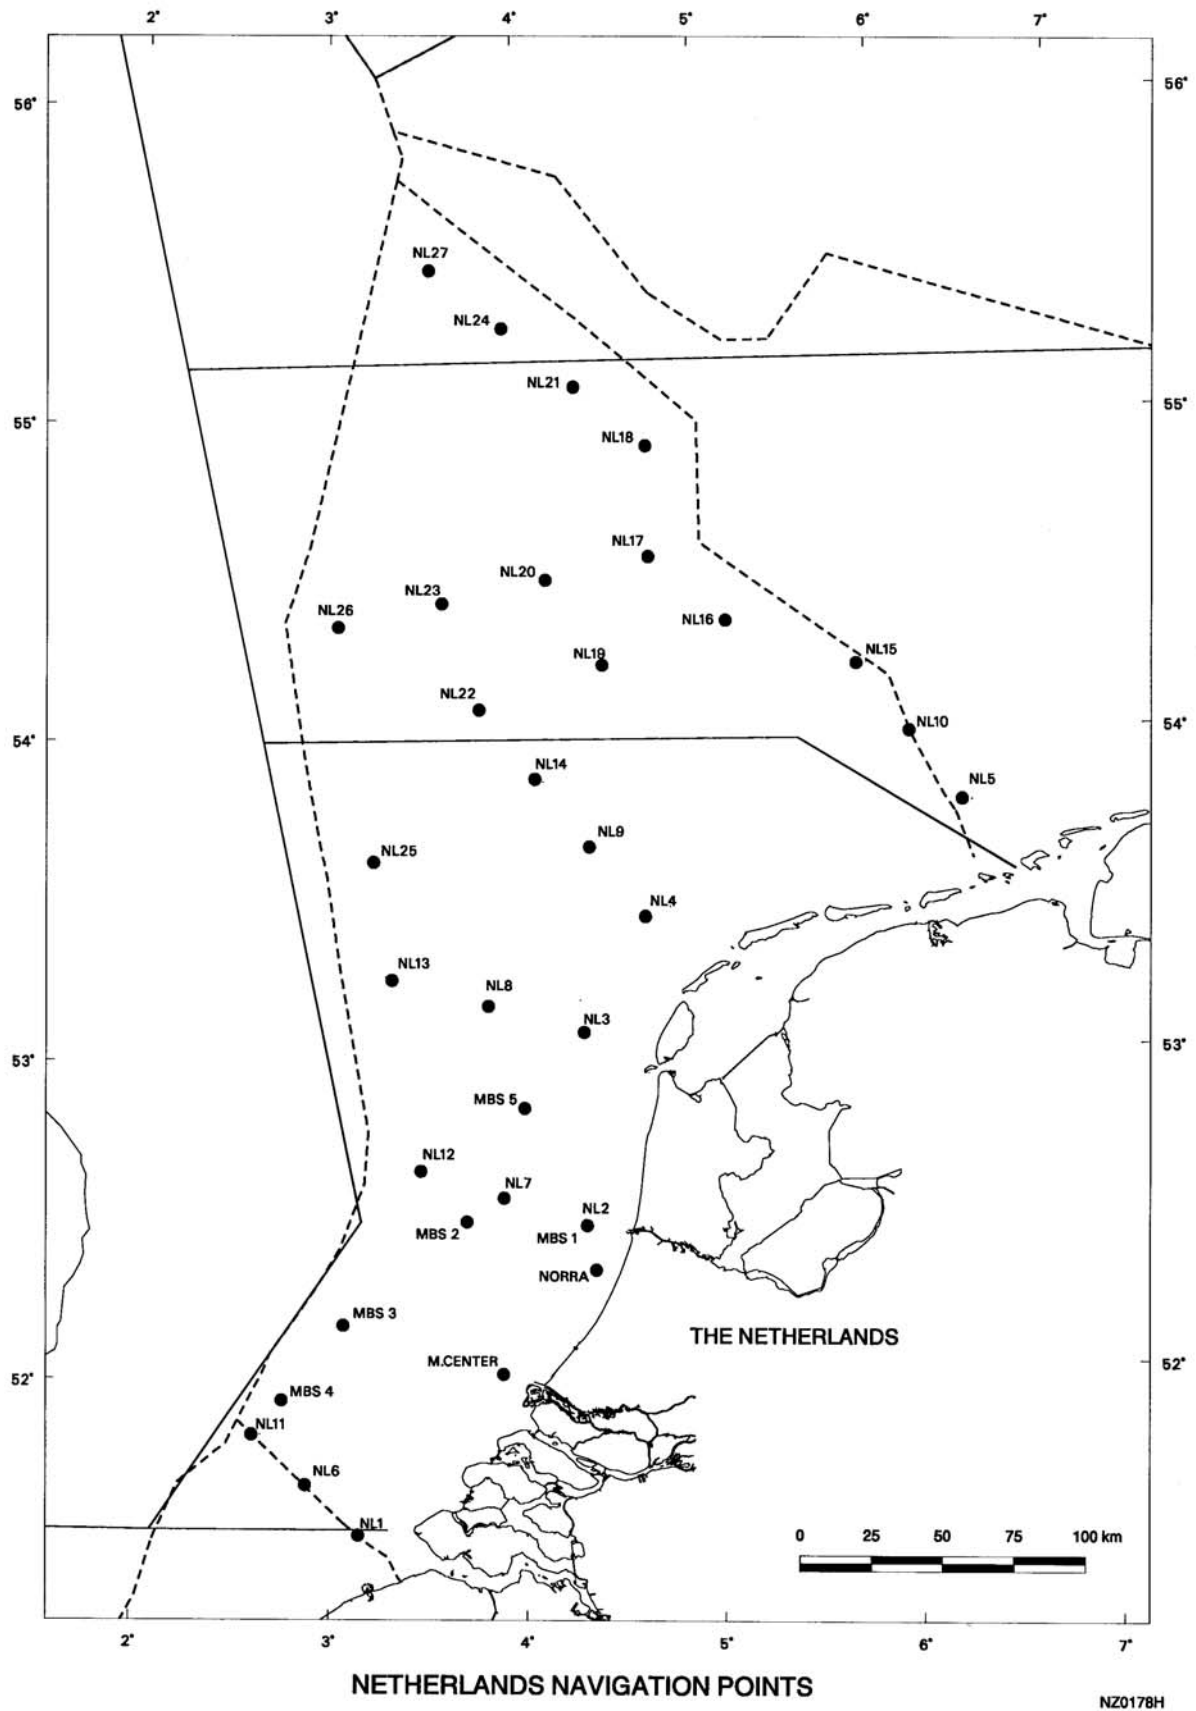 2° 3° 4° 5° 6° 7°
56° 56°
NL27
NL24
NL21
55° 55°
NL18
NL17
NL20
NL23
NL26
NL16
NL19
NL15
NL22
NL10
54° 54°
NL14
NL5
NL9
NL25
NL4
NL13
NL8
NL3
53° 53°
MBS 5
NL12
NL7
NL2
MBS 2
MBS 1
NORRA
MBS 3
THE NETHERLANDS
M.CENTER
52° 52°
MBS 4
NL11
NL6
NL1
0 25 50 75 100 km
2° 3° 4° 5° 6° 7°
NETHERLANDS NAVIGATION POINTS
NZ0178H